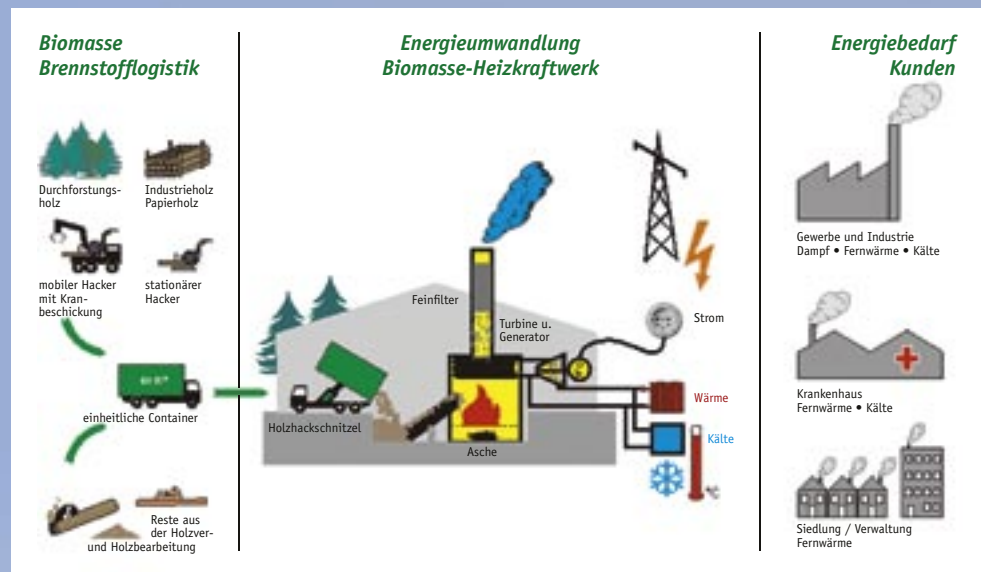 Biomasse
Brennstofflogistik
Durchforstungs-
holz
Industrieholz
Papierholz
mobiler Hacker
mit Kran-
beschickung
stationärer
Hacker
einheitliche Container
Reste aus
der Holzver-
und Holzbearbeitung
Energieumwandlung
Biomasse-Heizkraftwerk
Feinfilter
Turbine u.
Generator
Strom
Wärme
Kälte
°C
Holzhackschnitzel
Asche
Energiebedarf
Kunden
Gewerbe und Industrie
Dampf • Fernwärme • Kälte
Krankenhaus
Fernwärme • Kälte
Siedlung / Verwaltung
Fernwärme